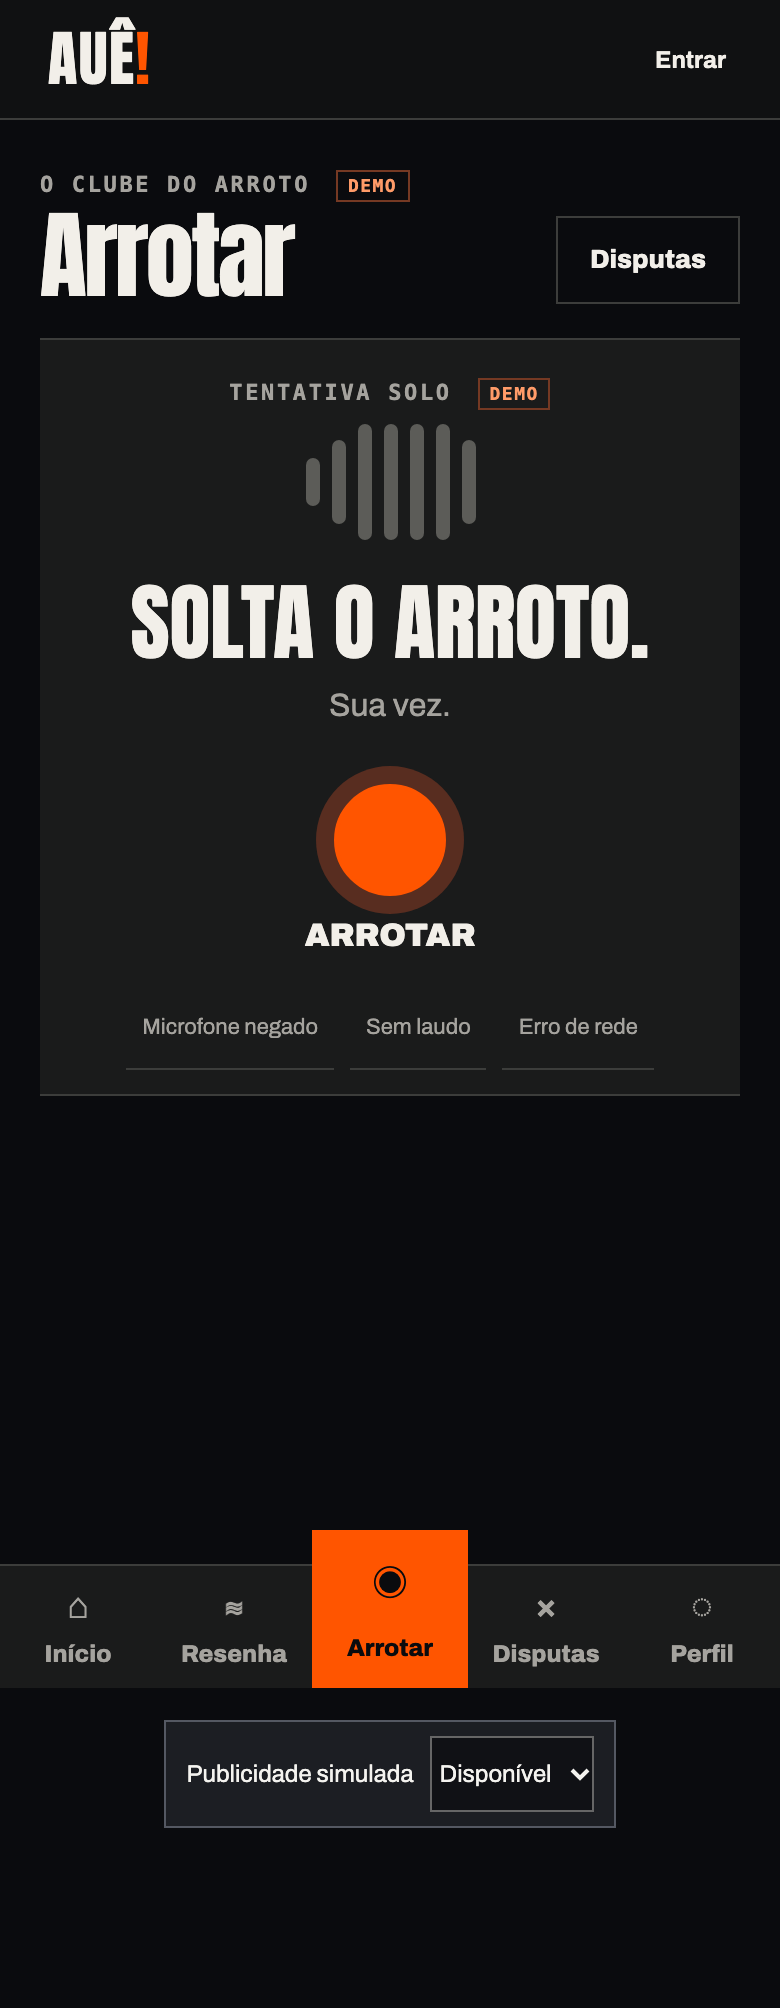 AUÊ!
Entrar
O CLUBE DO ARROTO DEMO
Arrotar
Disputas
TENTATIVA SOLO DEMO
SOLTA O ARROTO.
Sua vez.
ARROTAR
Microfone negado Sem laudo Erro de rede
Início Resenha Arrotar Disputas Perfil
Publicidade simulada Disponível